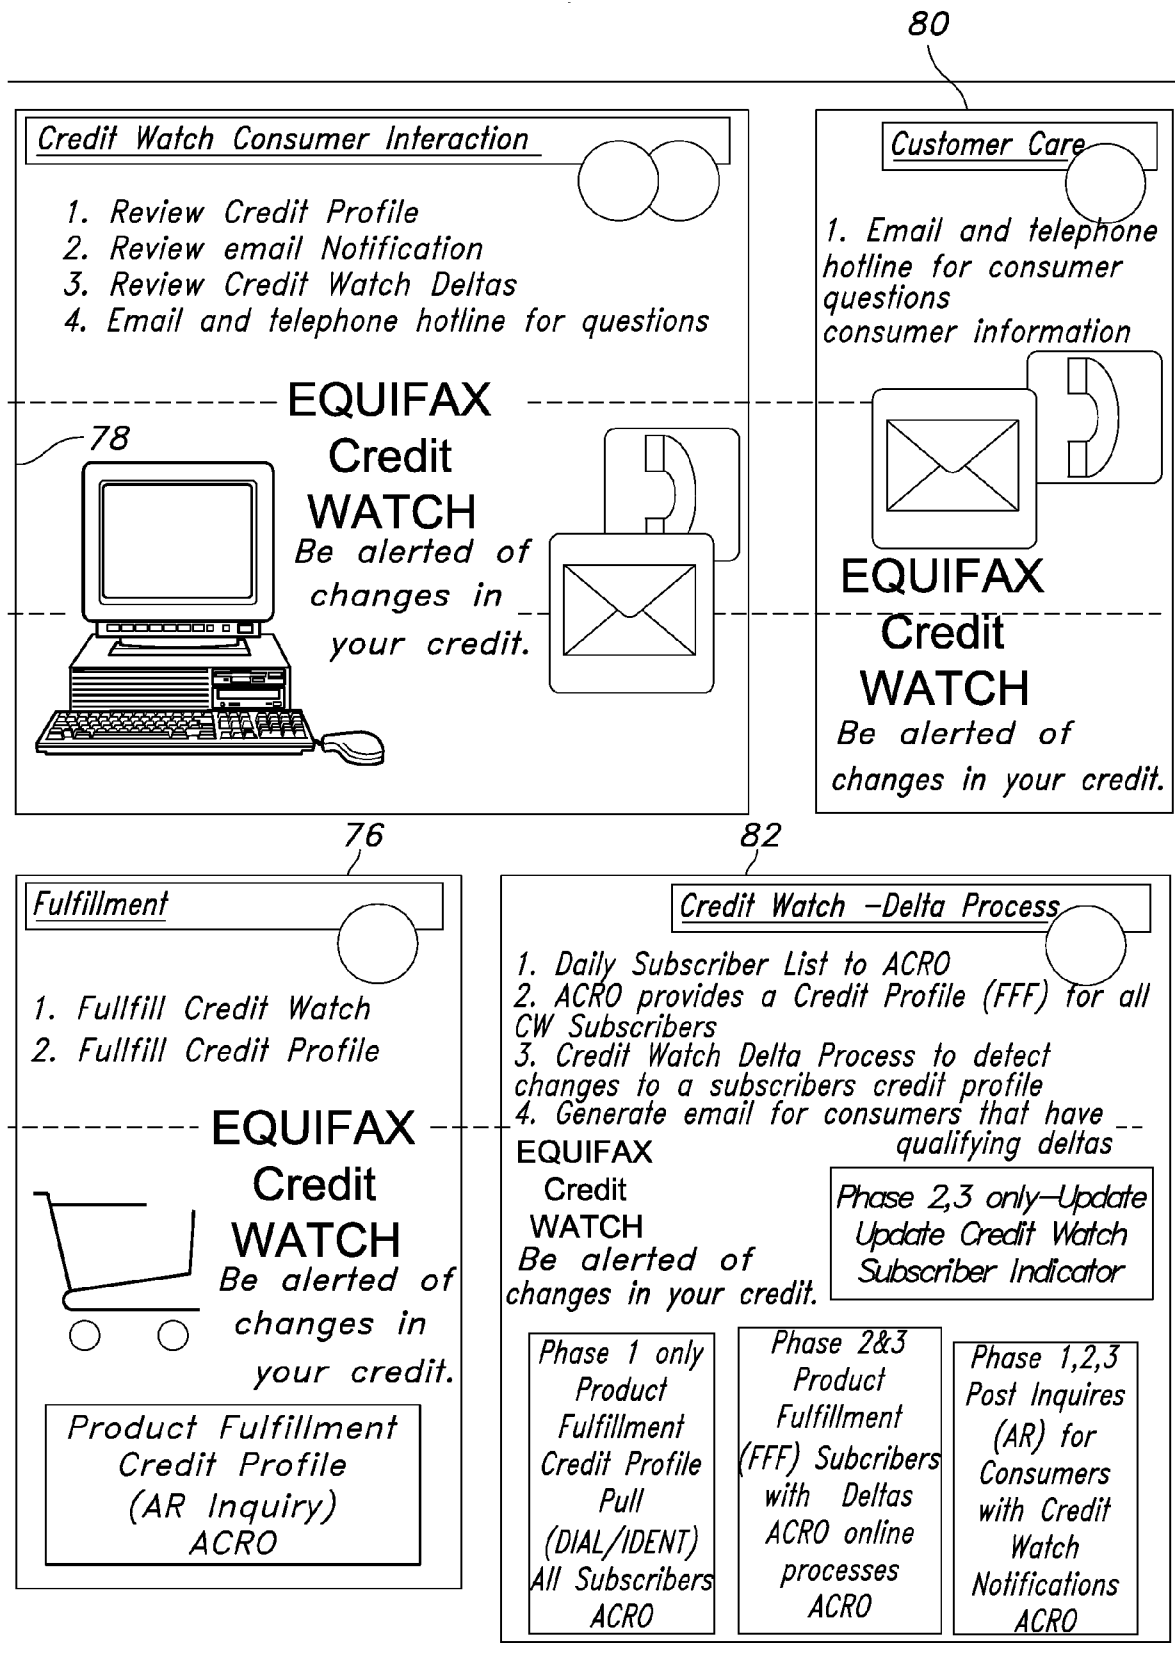 80
Credit Watch Consumer Interaction
1. Review Credit Profile
2. Review email Notification
3. Review Credit Watch Deltas
4. Email and telephone hotline for questions
EQUIFAX
Credit
WATCH
Be alerted of
changes in
your credit.
78
Customer Care
1. Email and telephone
hotline for consumer
questions
consumer information
EQUIFAX
Credit
WATCH
Be alerted of
changes in your credit.
76
Fulfillment
1. Fullfill Credit Watch
2. Fullfill Credit Profile
EQUIFAX
Credit
WATCH
Be alerted of
changes in
your credit.
Product Fulfillment
Credit Profile
(AR Inquiry)
ACRO
82
Credit Watch -Delta Process
1. Daily Subscriber List to ACRO
2. ACRO provides a Credit Profile (FFF) for all
CW Subscribers
3. Credit Watch Delta Process to detect
changes to a subscribers credit profile
4. Generate email for consumers that have
qualifying deltas
EQUIFAX
Credit
WATCH
Be alerted of
changes in your credit.
Phase 2,3 only-Update
Update Credit Watch
Subscriber Indicator
Phase 1 only
Product
Fulfillment
Credit Profile
Pull
(DIAL/IDENT)
All Subscribers
ACRO
Phase 2&3
Product
Fulfillment
(FFF) Subcribers
with Deltas
ACRO online
processes
ACRO
Phase 1,2,3
Post Inquires
(AR) for
Consumers
with Credit
Watch
Notifications
ACRO